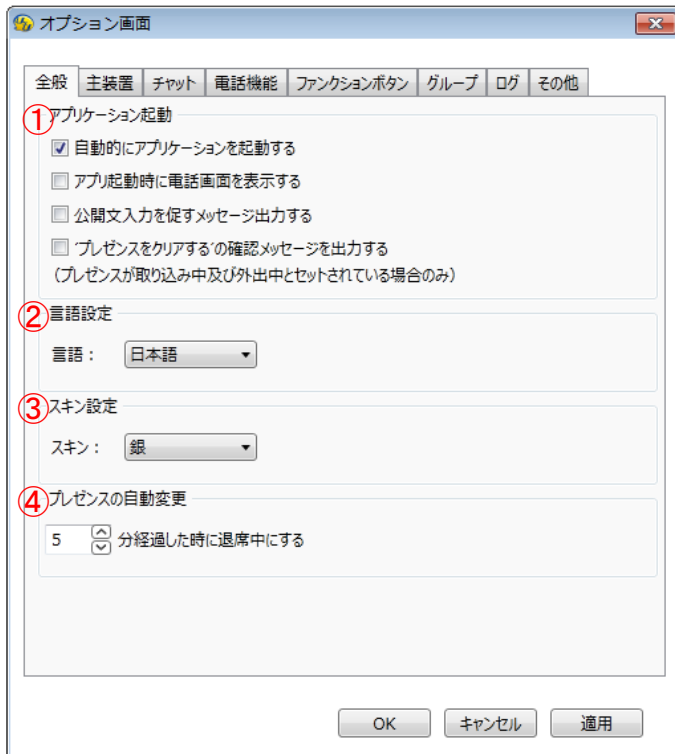 オプション画面
全般 主装置 チャット 電話機能 ファンクションボタン グループ ログ その他
①アプリケーション起動
自動的にアプリケーションを起動する
アプリ起動時に電話画面を表示する
公開文入力を促すメッセージ出力する
'プレゼンスをクリアする'の確認メッセージを出力する
(プレゼンスが取り込み中及び外出中とセットされている場合のみ)
②言語設定
言語: 日本語
③スキン設定
スキン: 銀
④プレゼンスの自動変更
5 分経過した時に退席中にする
OK キャンセル 適用